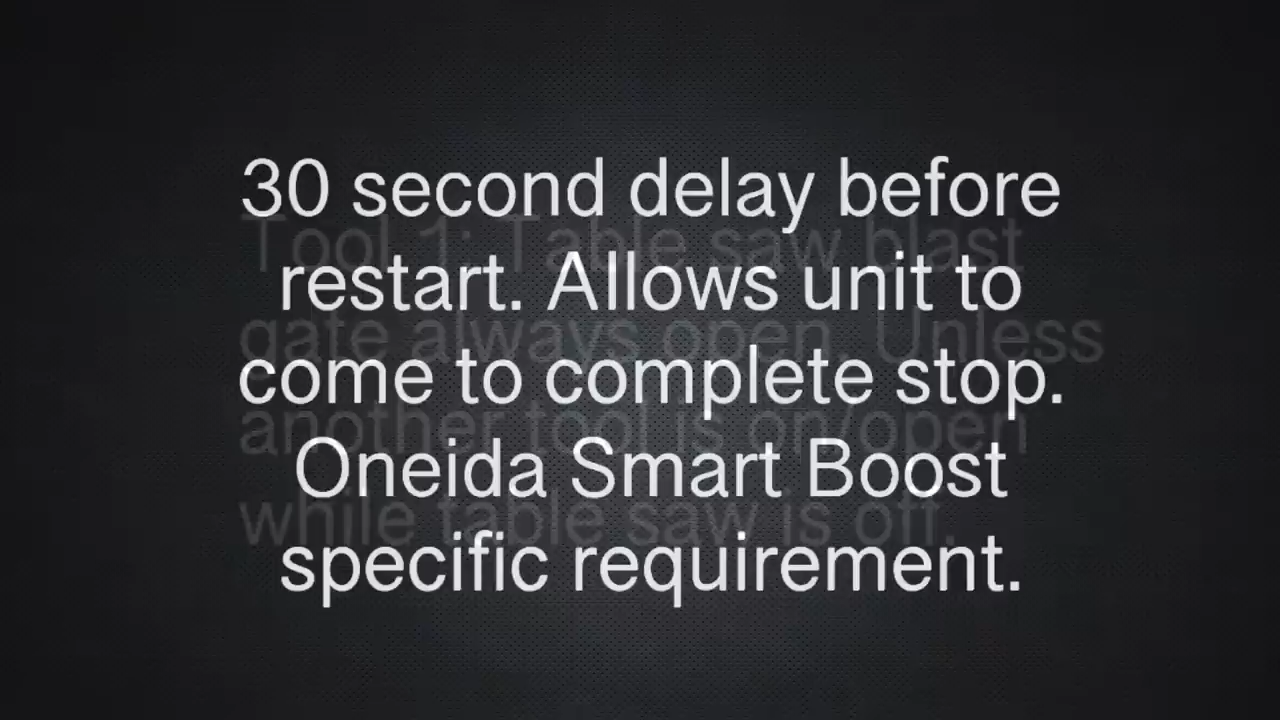 30 second delay before
restart. Allows unit to
come to complete stop.
Oneida Smart Boost
specific requirement.
Tool 1: Table saw blast
gate always open. Unless
another tool is on/open
while table saw is off.